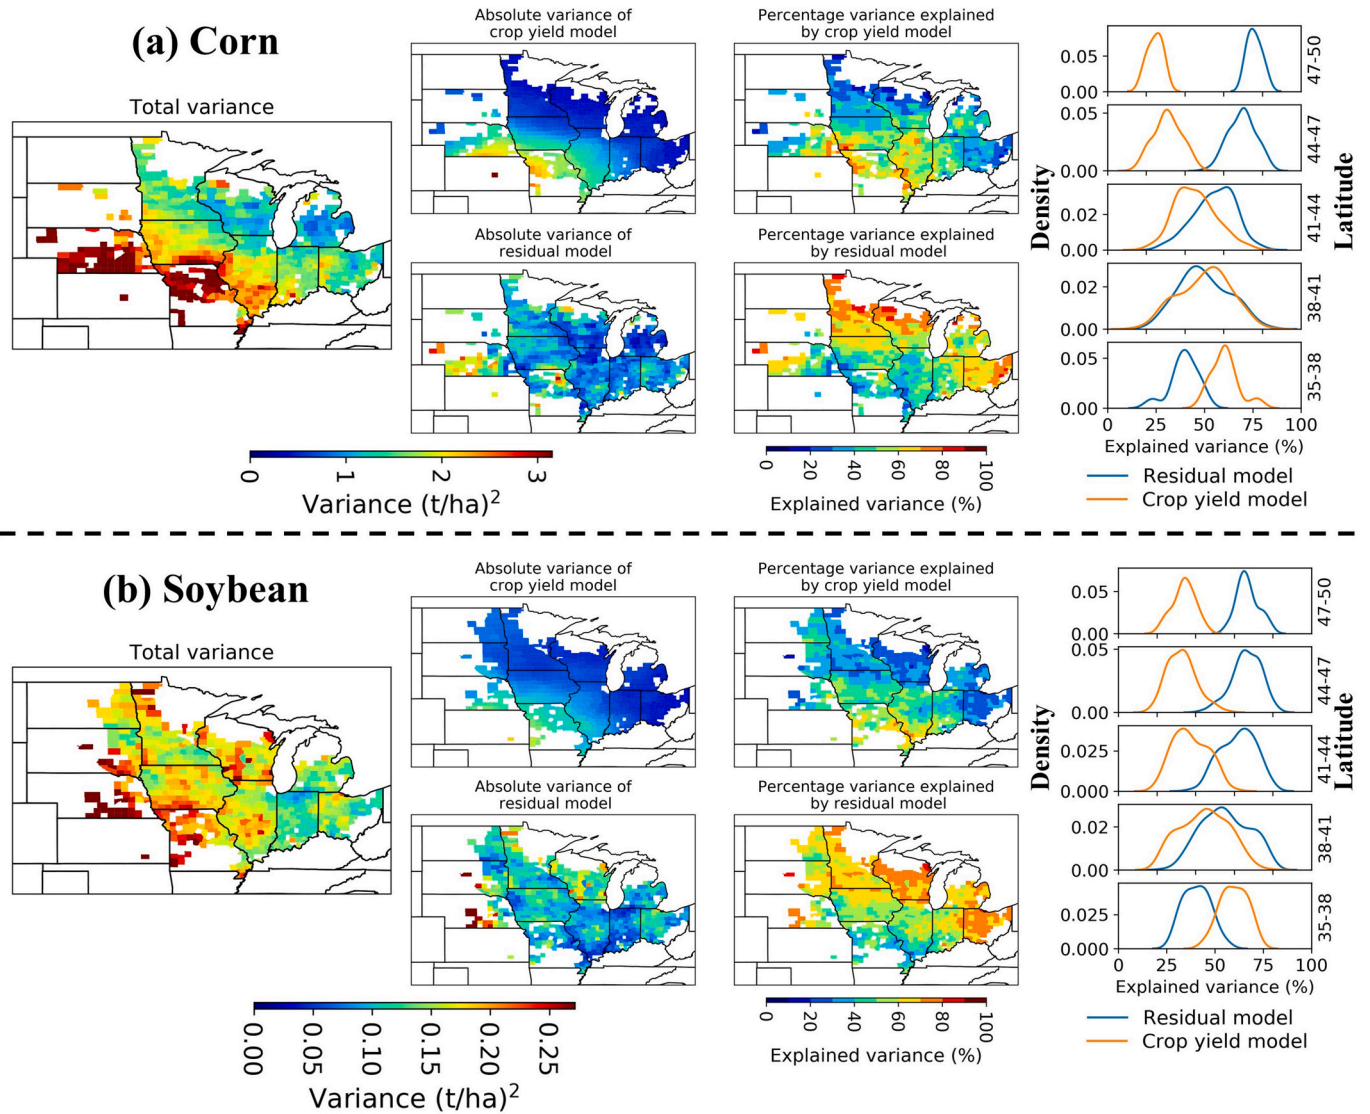 (a) Corn
Total variance
Absolute variance of
crop yield model
Percentage variance explained
by crop yield model
Absolute variance of
residual model
Percentage variance explained
by residual model
0 1 2 3
Variance (t/ha)2
0 20 40 60 80 100
Explained variance (%)
Density
Latitude
0.05
0.00
47-50
0.05
0.00
44-47
0.02
0.00
41-44
0.02
0.00
38-41
0.05
0.00
35-38
0 25 50 75 100
Explained variance (%)
Residual model
Crop yield model
(b) Soybean
Total variance
Absolute variance of
crop yield model
Percentage variance explained
by crop yield model
Absolute variance of
residual model
Percentage variance explained
by residual model
0.00 0.05 0.10 0.15 0.20 0.25
Variance (t/ha)2
0 20 40 60 80 100
Explained variance (%)
Density
Latitude
0.05
0.00
47-50
0.05
0.00
44-47
0.025
0.000
41-44
0.02
0.00
38-41
0.025
0.000
35-38
0 25 50 75 100
Explained variance (%)
Residual model
Crop yield model